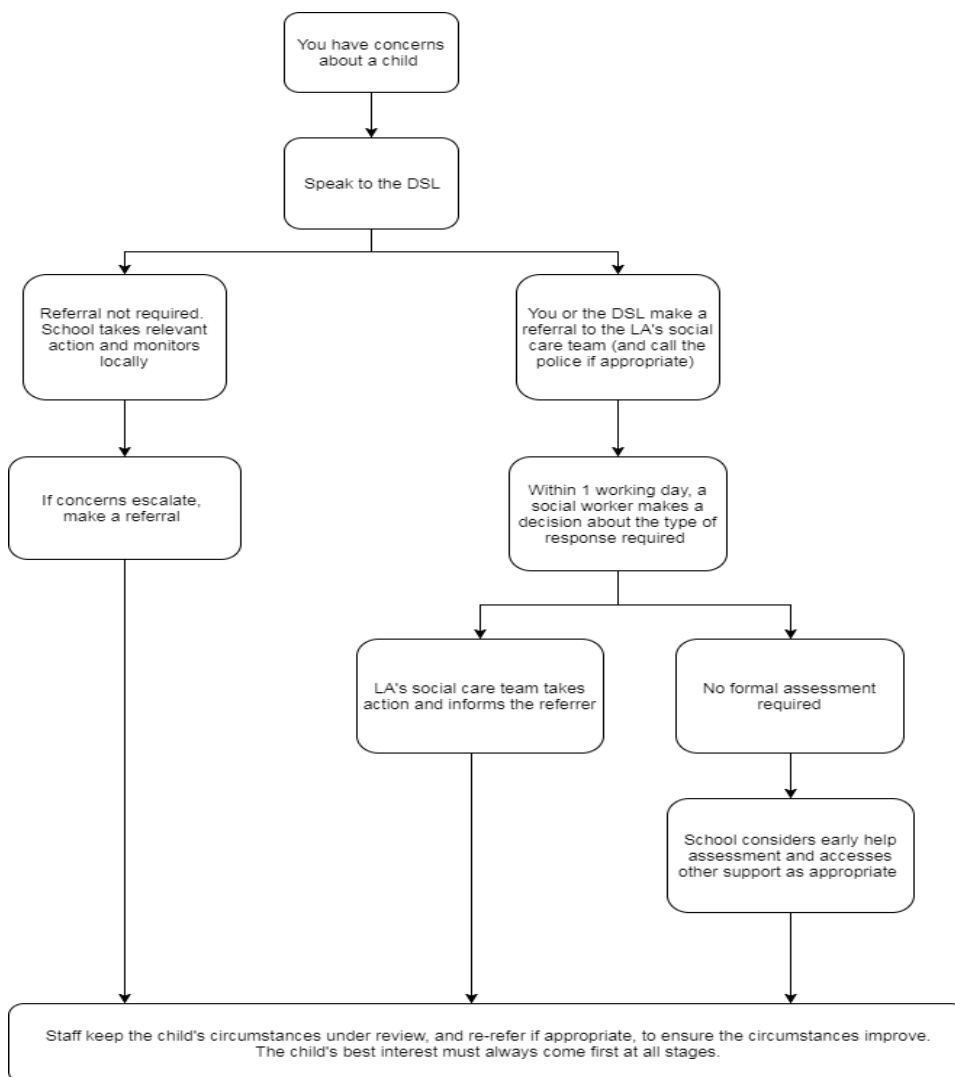 You have concerns
about a child
Speak to the DSL
Referral not required.
School takes relevant
action and monitors
locally
You or the DSL make a
referral to the LA's social
care team (and call the
police if appropriate)
If concerns escalate,
make a referral
Within 1 working day, a
social worker makes a
decision about the type of
response required
LA's social care team takes
action and informs the referrer
No formal assessment
required
School considers early help
assessment and accesses
other support as appropriate
Staff keep the child's circumstances under review, and re-refer if appropriate, to ensure the circumstances improve.
The child's best interest must always come first at all stages.